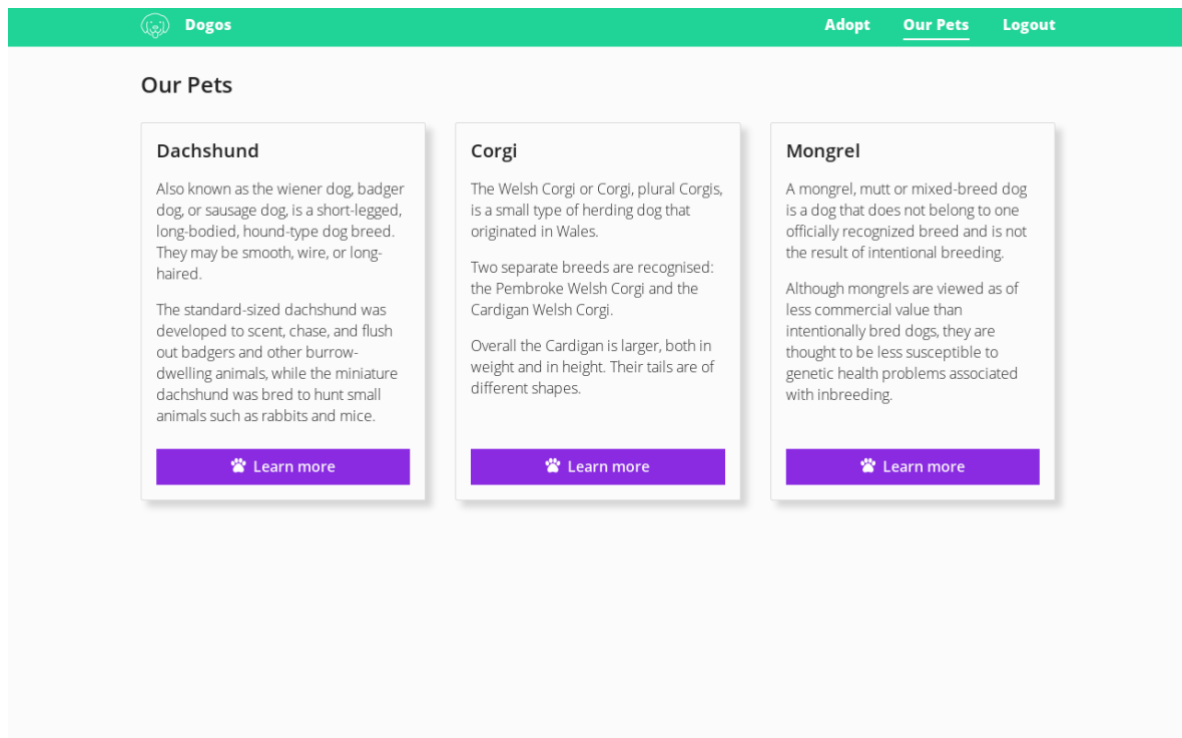 Dogos
Adopt
Our Pets
Logout
Our Pets
Dachshund
Also known as the wiener dog, badger
dog, or sausage dog, is a short-legged,
long-bodied, hound-type dog breed.
They may be smooth, wire, or long-
haired.
The standard-sized dachshund was
developed to scent, chase, and flush
out badgers and other burrow-
dwelling animals, while the miniature
dachshund was bred to hunt small
animals such as rabbits and mice.
Learn more
Corgi
The Welsh Corgi or Corgi, plural Corgis,
is a small type of herding dog that
originated in Wales.
Two separate breeds are recognised:
the Pembroke Welsh Corgi and the
Cardigan Welsh Corgi.
Overall the Cardigan is larger, both in
weight and in height. Their tails are of
different shapes.
Learn more
Mongrel
A mongrel, mutt or mixed-breed dog
is a dog that does not belong to one
officially recognized breed and is not
the result of intentional breeding.
Although mongrels are viewed as of
less commercial value than
intentionally bred dogs, they are
thought to be less susceptible to
genetic health problems associated
with inbreeding.
Learn more